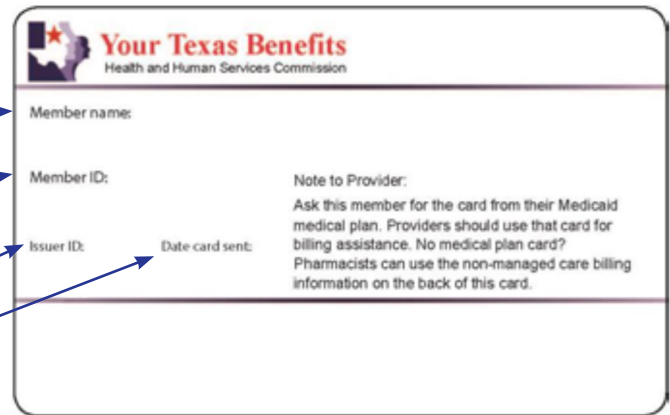 Your Texas Benefits
Health and Human Services Commission
Member name:
Member ID:
Note to Provider:
Ask this member for the card from their Medicaid
medical plan. Providers should use that card for
billing assistance. No medical plan card?
Pharmacists can use the non-managed care billing
information on the back of this card.
Issuer ID:
Date card sent: